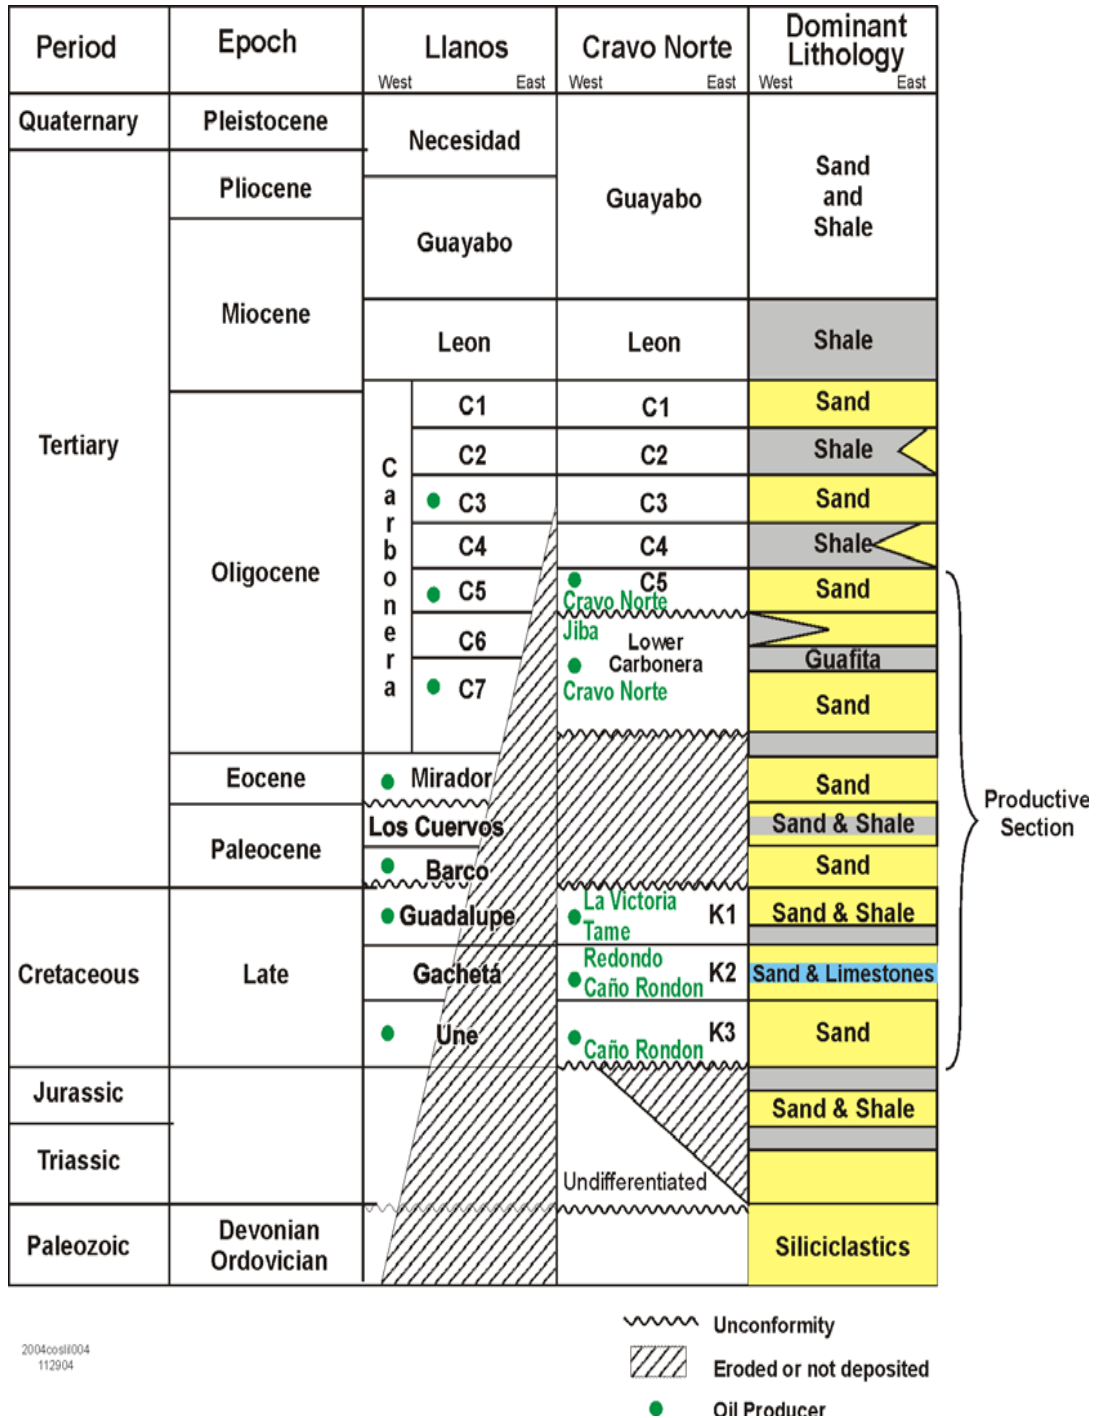 Period
Epoch
Llanos
West East
Cravo Norte
West East
Dominant
Lithology
West East
Quaternary
Pleistocene
Necesidad
Tertiary
Pliocene
Guayabo
Guayabo
Sand
and
Shale
Miocene
Leon
Leon
Shale
Oligocene
Carbonera
C1
C1
Sand
C2
C2
Shale
C3
C3
Sand
C4
C4
Shale
C5
C5
Cravo Norte
Sand
C6
Jiba
Lower
Carbonera
Cravo Norte
Guafita
C7
Sand
Eocene
Mirador
Sand
Paleocene
Los Cuervos
Sand & Shale
Barco
Sand
Productive
Section
Cretaceous
Late
Guadalupe
La Victoria
Tame
K1
Sand & Shale
Gachetá
Redondo
Caño Rondon
K2
Sand & Limestones
Une
Caño Rondon
K3
Sand
Jurassic
Sand & Shale
Triassic
Undifferentiated
Paleozoic
Devonian
Ordovician
Siliciclastics
Unconformity
Eroded or not deposited
Oil Producer
112904